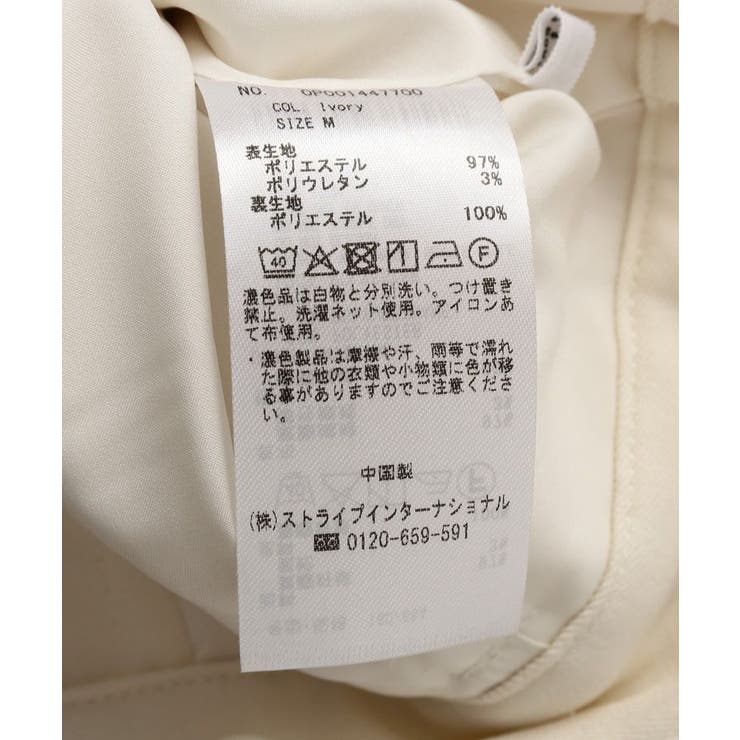 NO. 0P001447700
COL Ivory
SIZE M
表生地
ポリエステル 97%
ポリウレタン 3%
裏生地
ポリエステル 100%
40 F
濃色品は白物と分別洗い。つけ置き
禁止。洗濯ネット使用。アイロンあ
て布使用。
・濃色製品は摩擦や汗、雨等で濡れ
た際に他の衣類や小物類に色が移
る事がありますのでご注意くださ
い。
中国製
(株)ストライプインターナショナル
0120-659-591